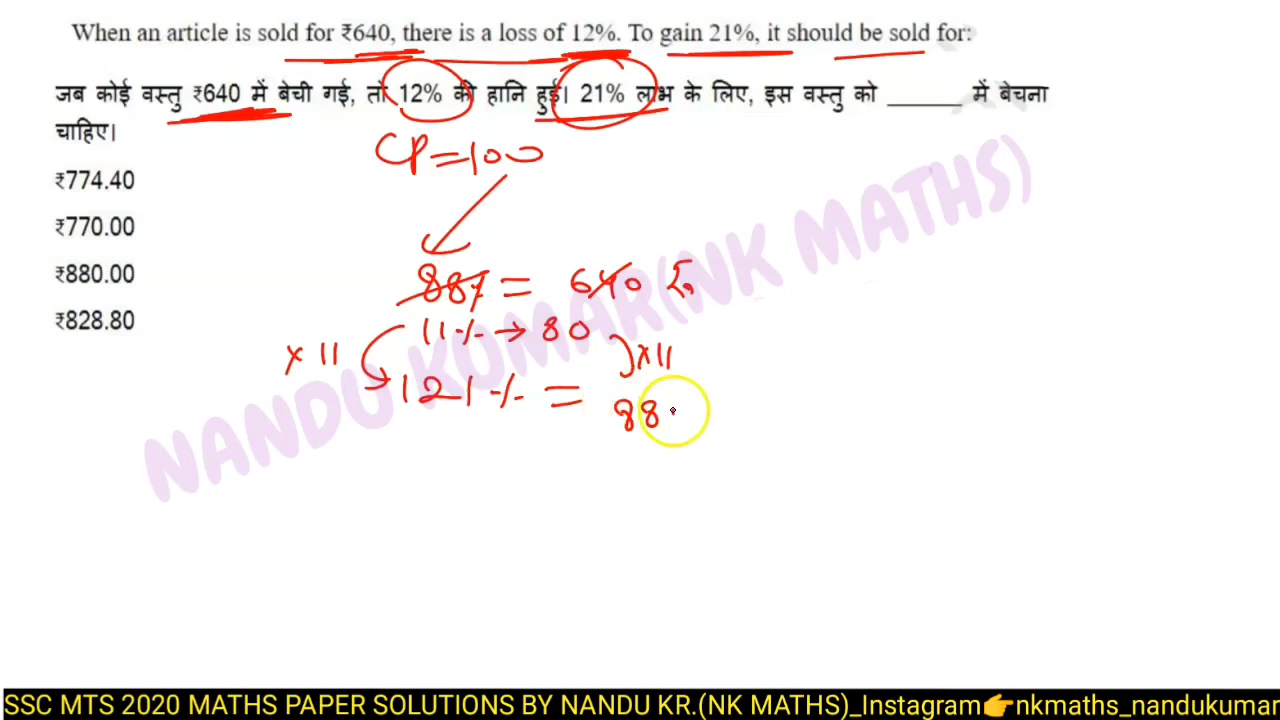 When an article is sold for ₹640, there is a loss of 12%. To gain 21%, it should be sold for:
जब कोई वस्तु ₹640 में बेची गई, तो 12% की हानि हुई। 21% लाभ के लिए, इस वस्तु को ______ में बेचना
चाहिए।
CP=100
₹774.40
₹770.00
₹880.00
88% = 640 रु
₹828.80
11% → 80
× 11 ×11
121% = 88
NANDU KUMAR(NK MATHS)
SSC MTS 2020 MATHS PAPER SOLUTIONS BY NANDU KR.(NK MATHS)_Instagram👉nkmaths_nandukumar